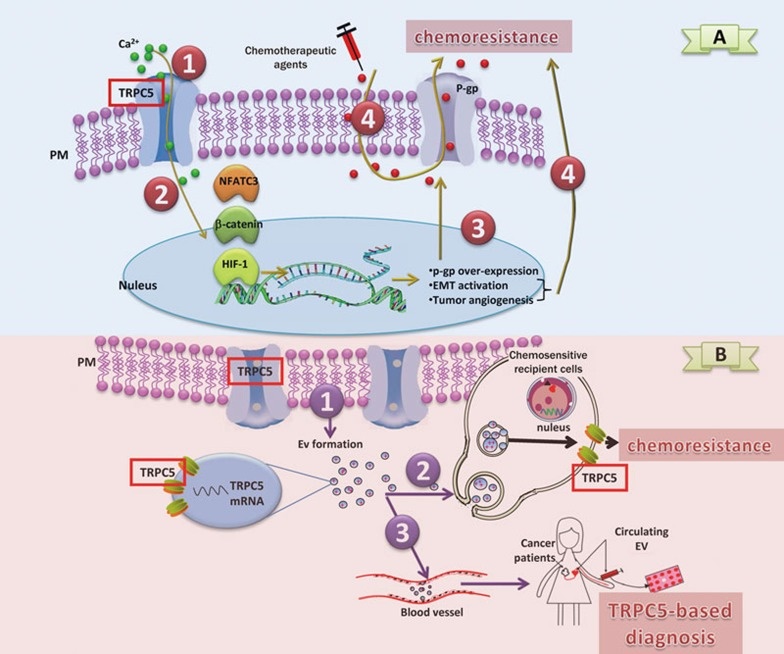 A
Ca²⁺
1
TRPC5
Chemotherapeutic
agents
chemoresistance
P-gp
4
PM
2
NFATC3
β-catenin
HIF-1
3
4
Nuleus
•p-gp over-expression
•EMT activation
•Tumor angiogenesis
B
PM
TRPC5
1
Ev formation
Chemosensitive
recipient cells
nuleus
chemoresistance
TRPC5
TRPC5
TRPC5
mRNA
2
3
Blood vessel
Cancer
patients
Circulating
EV
TRPC5-based
diagnosis